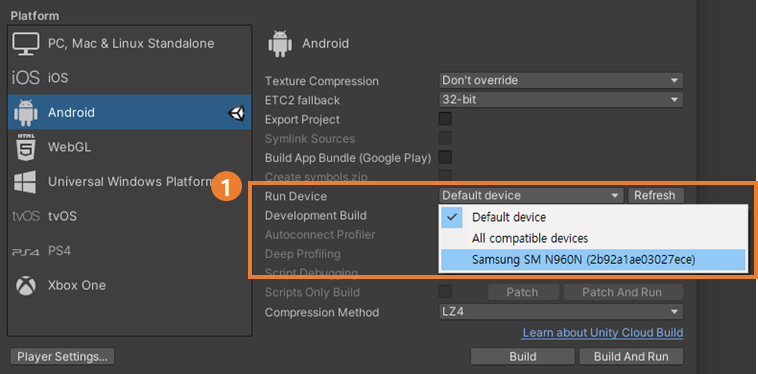 Platform
PC, Mac & Linux Standalone
iOS iOS
Android
HTML 5 WebGL
Universal Windows Platform
tvOS tvOS
PS4 PS4
Xbox One
Player Settings...
Android
Texture Compression Don't override
ETC2 fallback 32-bit
Export Project
Symlink Sources
Build App Bundle (Google Play)
Create symbols.zip
1
Run Device Default device Refresh
Development Build Default device
Autoconnect Profiler All compatible devices
Deep Profiling Samsung SM N960N (2b92a1ae03027ece)
Script Debugging
Scripts Only Build Patch Patch And Run
Compression Method LZ4
Learn about Unity Cloud Build
Build Build And Run